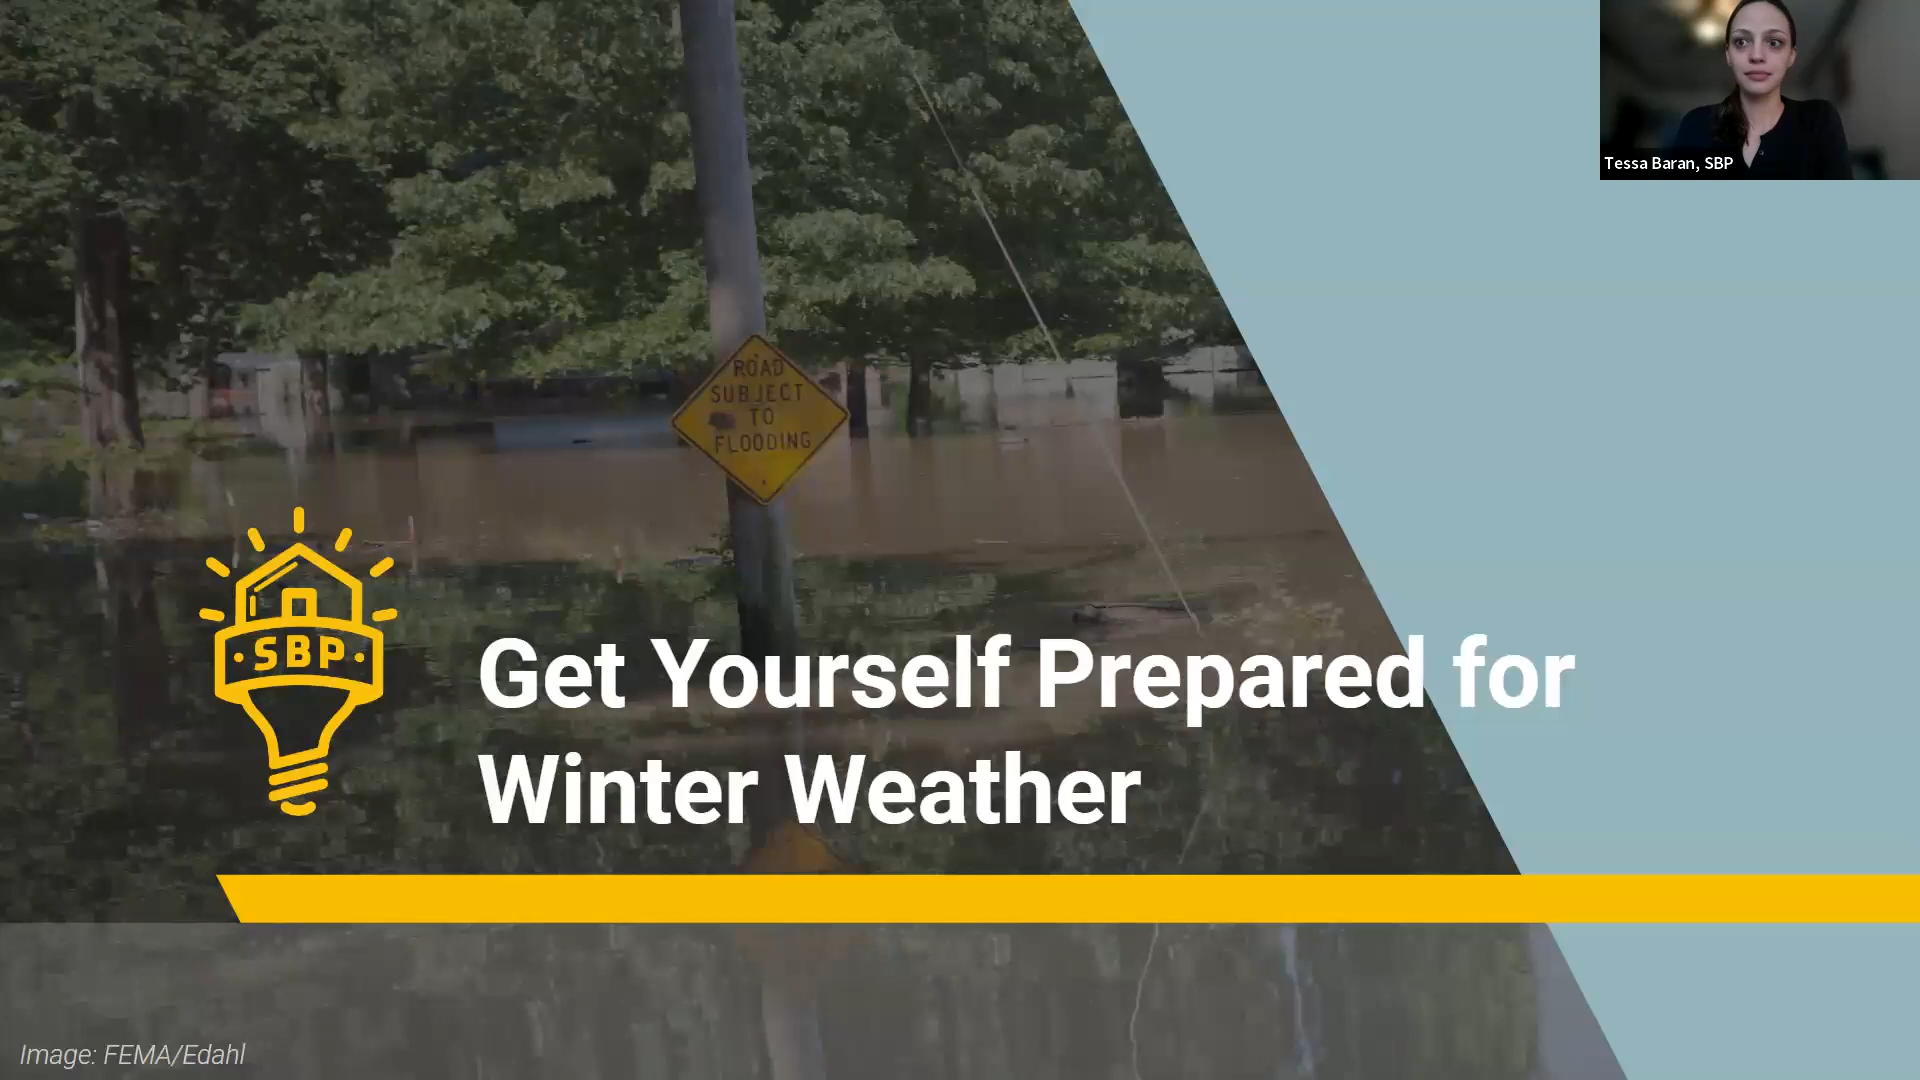 Tessa Baran, SBP
ROAD
SUBJECT
TO
FLOODING
·SBP·
Get Yourself Prepared for
Winter Weather
Image: FEMA/Edahl